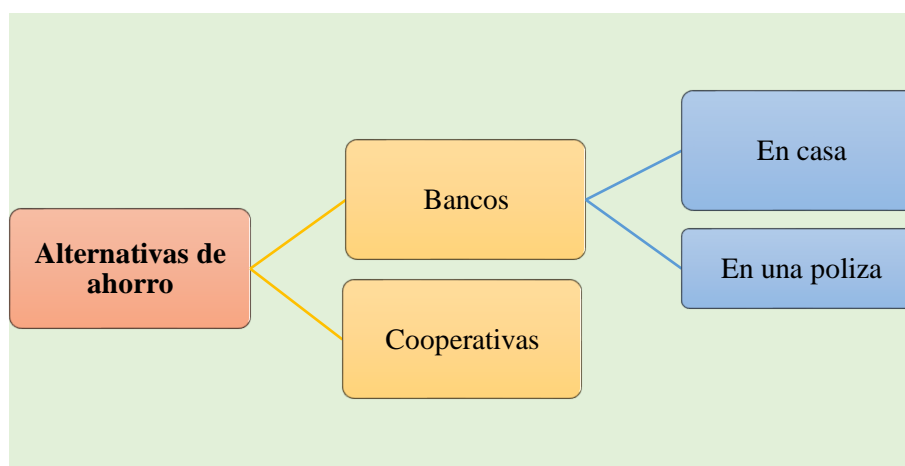 Alternativas de
ahorro
Bancos
Cooperativas
En casa
En una poliza